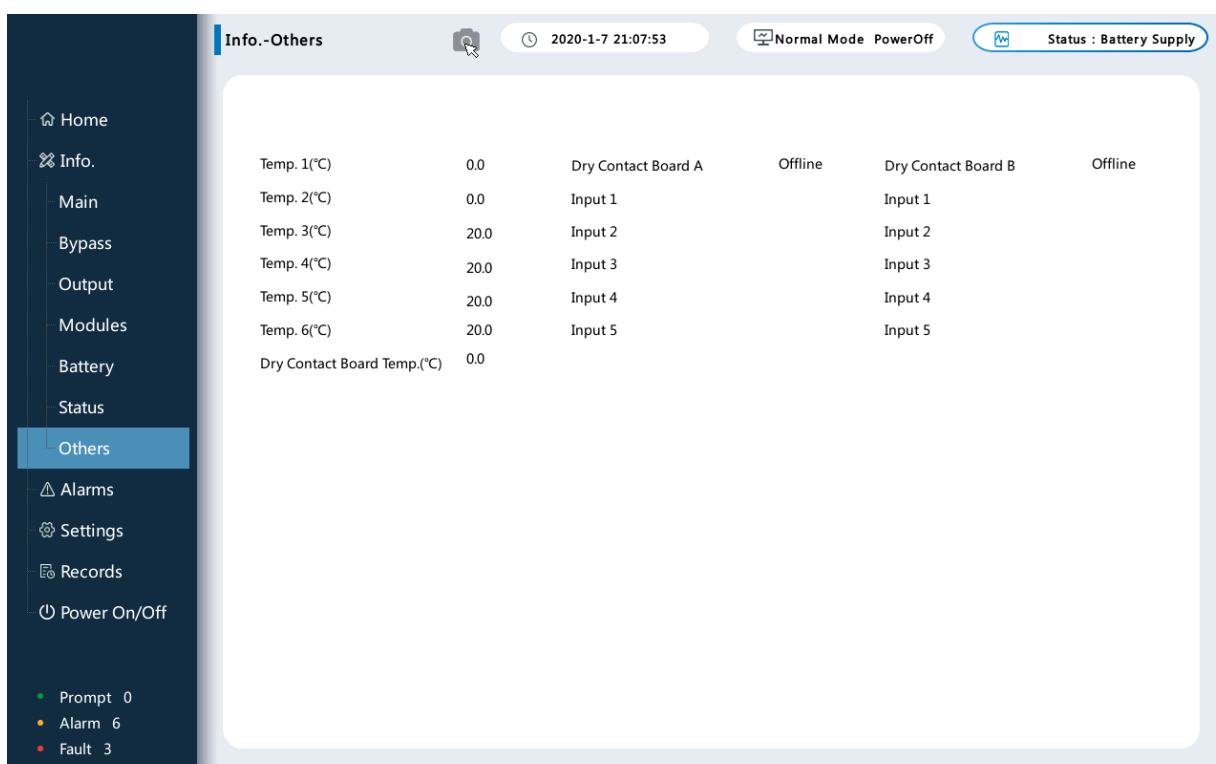 Info.-Others
2020-1-7 21:07:53
Normal Mode PowerOff
Status : Battery Supply
Home
Info.
Main
Bypass
Output
Modules
Battery
Status
Others
Alarms
Settings
Records
Power On/Off
Prompt 0
Alarm 6
Fault 3
Temp. 1(℃) 0.0 Dry Contact Board A Offline Dry Contact Board B Offline
Temp. 2(℃) 0.0 Input 1 Input 1
Temp. 3(℃) 20.0 Input 2 Input 2
Temp. 4(℃) 20.0 Input 3 Input 3
Temp. 5(℃) 20.0 Input 4 Input 4
Temp. 6(℃) 20.0 Input 5 Input 5
Dry Contact Board Temp.(℃) 0.0